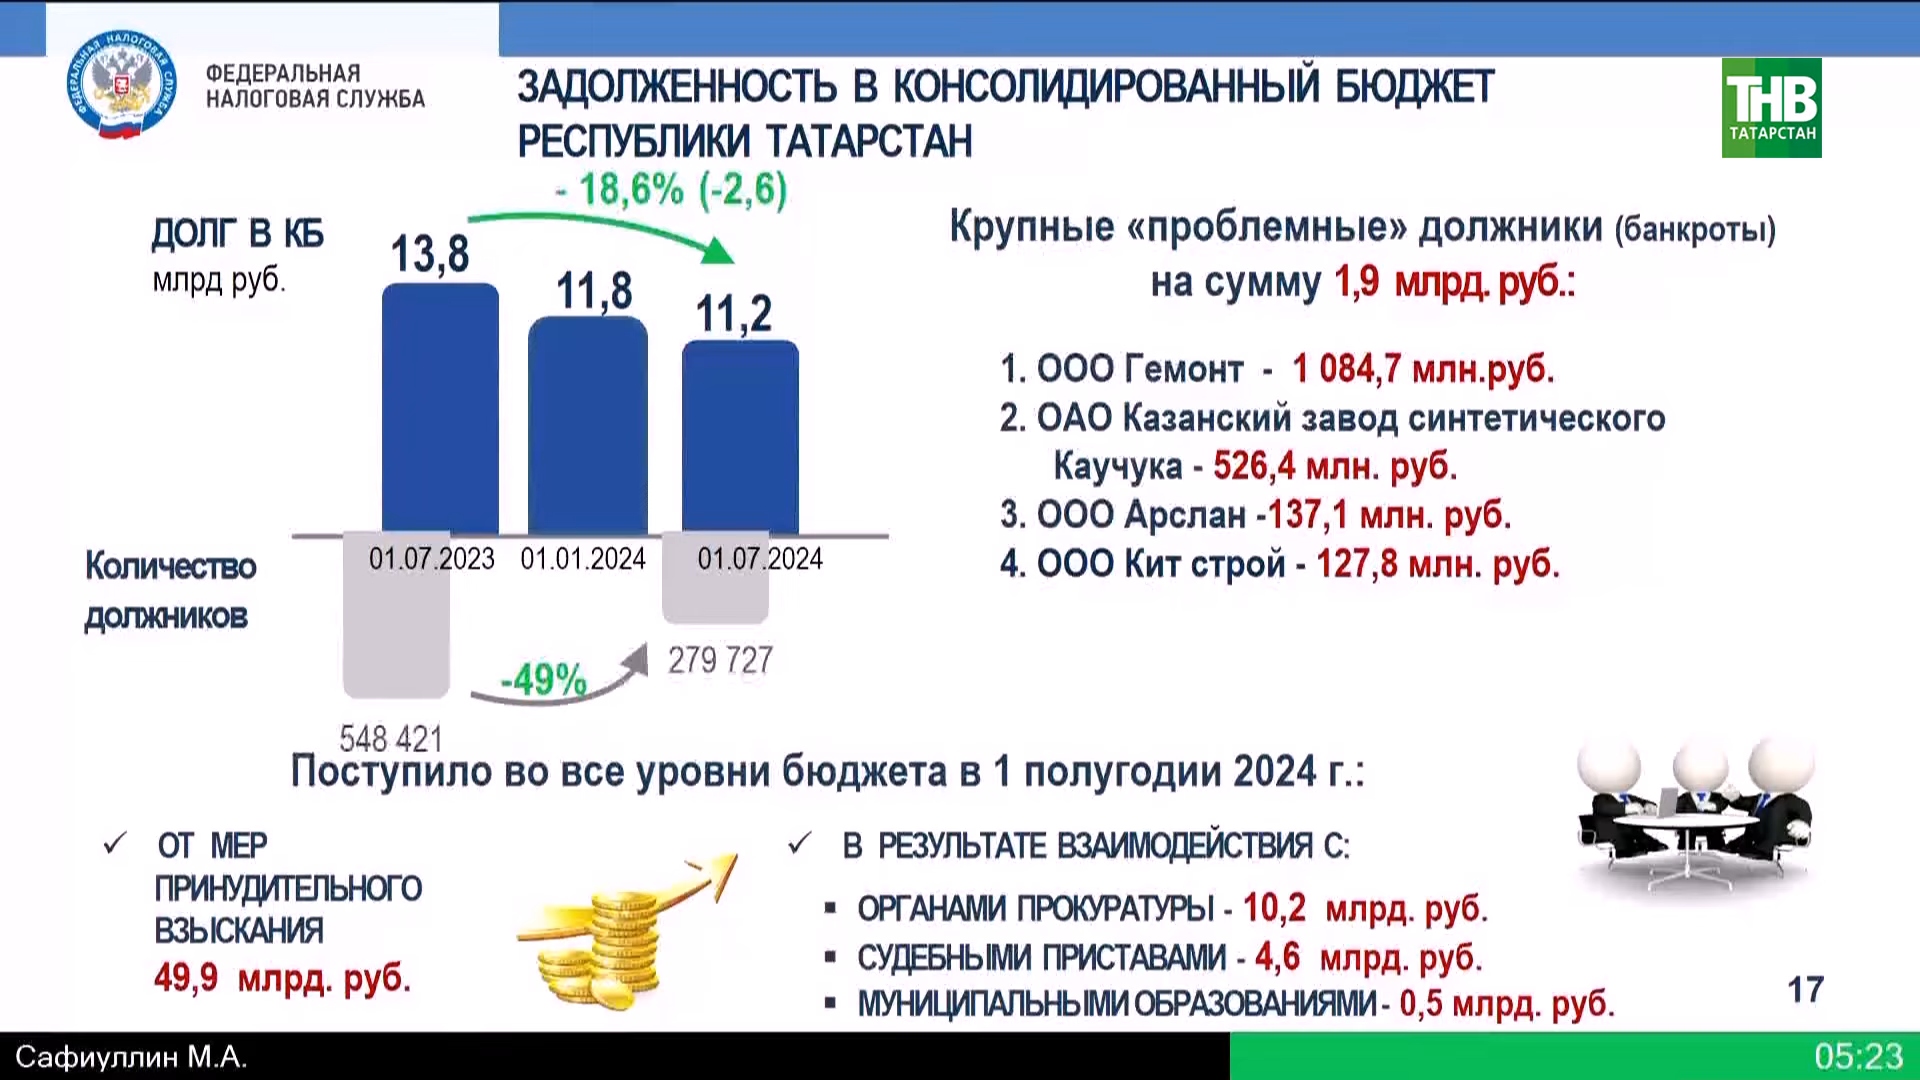 ФЕДЕРАЛЬНАЯ НАЛОГОВАЯ СЛУЖБА
ФЕДЕРАЛЬНАЯ
НАЛОГОВАЯ СЛУЖБА
ЗАДОЛЖЕННОСТЬ В КОНСОЛИДИРОВАННЫЙ БЮДЖЕТ
РЕСПУБЛИКИ ТАТАРСТАН
ТНВ
ТАТАРСТАН
- 18,6% (-2,6)
ДОЛГ В КБ
млрд руб.
13,8
11,8
11,2
01.07.2023
01.01.2024
01.07.2024
Количество
должников
548 421
-49%
279 727
Крупные «проблемные» должники (банкроты)
на сумму 1,9 млрд. руб.:
1. ООО Гемонт - 1 084,7 млн.руб.
2. ОАО Казанский завод синтетического
Каучука - 526,4 млн. руб.
3. ООО Арслан -137,1 млн. руб.
4. ООО Кит строй - 127,8 млн. руб.
Поступило во все уровни бюджета в 1 полугодии 2024 г.:
✓ ОТ МЕР
ПРИНУДИТЕЛЬНОГО
ВЗЫСКАНИЯ
49,9 млрд. руб.
✓ В РЕЗУЛЬТАТЕ ВЗАИМОДЕЙСТВИЯ С:
▪ ОРГАНАМИ ПРОКУРАТУРЫ - 10,2 млрд. руб.
▪ СУДЕБНЫМИ ПРИСТАВАМИ - 4,6 млрд. руб.
▪ МУНИЦИПАЛЬНЫМИ ОБРАЗОВАНИЯМИ - 0,5 млрд. руб.
17
Сафиуллин М.А.
05:23